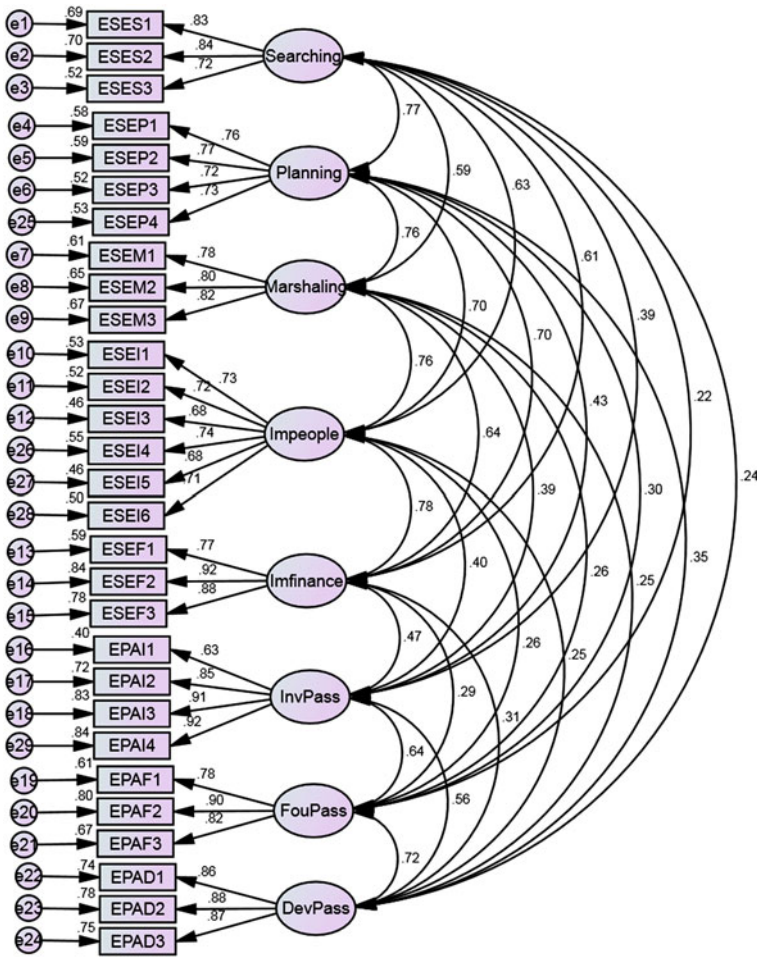 e1 .69 ESES1 .83
e2 .70 ESES2 .84 Searching
e3 .52 ESES3 .72
.77
e4 .58 ESEP1 .76
e5 .59 ESEP2 .77 .59 .63
e6 .52 ESEP3 .72 Planning
e25 .53 ESEP4 .73
.76
e7 .61 ESEM1 .78 .61
e8 .65 ESEM2 .80 Marshaling
e9 .67 ESEM3 .82 .70 .70 .39 .22
e10 .53 ESEI1 .73
e11 .52 ESEI2 .72 .76
e12 .46 ESEI3 .68 .43
e26 .55 ESEI4 .74 Impeople .64
e27 .46 ESEI5 .68 .39 .30 .24
e28 .50 ESEI6 .71 .78
.35
e13 .59 ESEF1 .77 .40 .26 .25
e14 .84 ESEF2 .92 Imfinance
e15 .78 ESEF3 .88
e16 .40 EPAI1 .63 .47 .26 .25
e17 .72 EPAI2 .85 .29
e18 .83 EPAI3 .91 InvPass .31
e29 .84 EPAI4 .92
.64
e19 .61 EPAF1 .78 .56
e20 .80 EPAF2 .90 FouPass
e21 .67 EPAF3 .82
.72
e22 .74 EPAD1 .86
e23 .78 EPAD2 .88 DevPass
e24 .75 EPAD3 .87